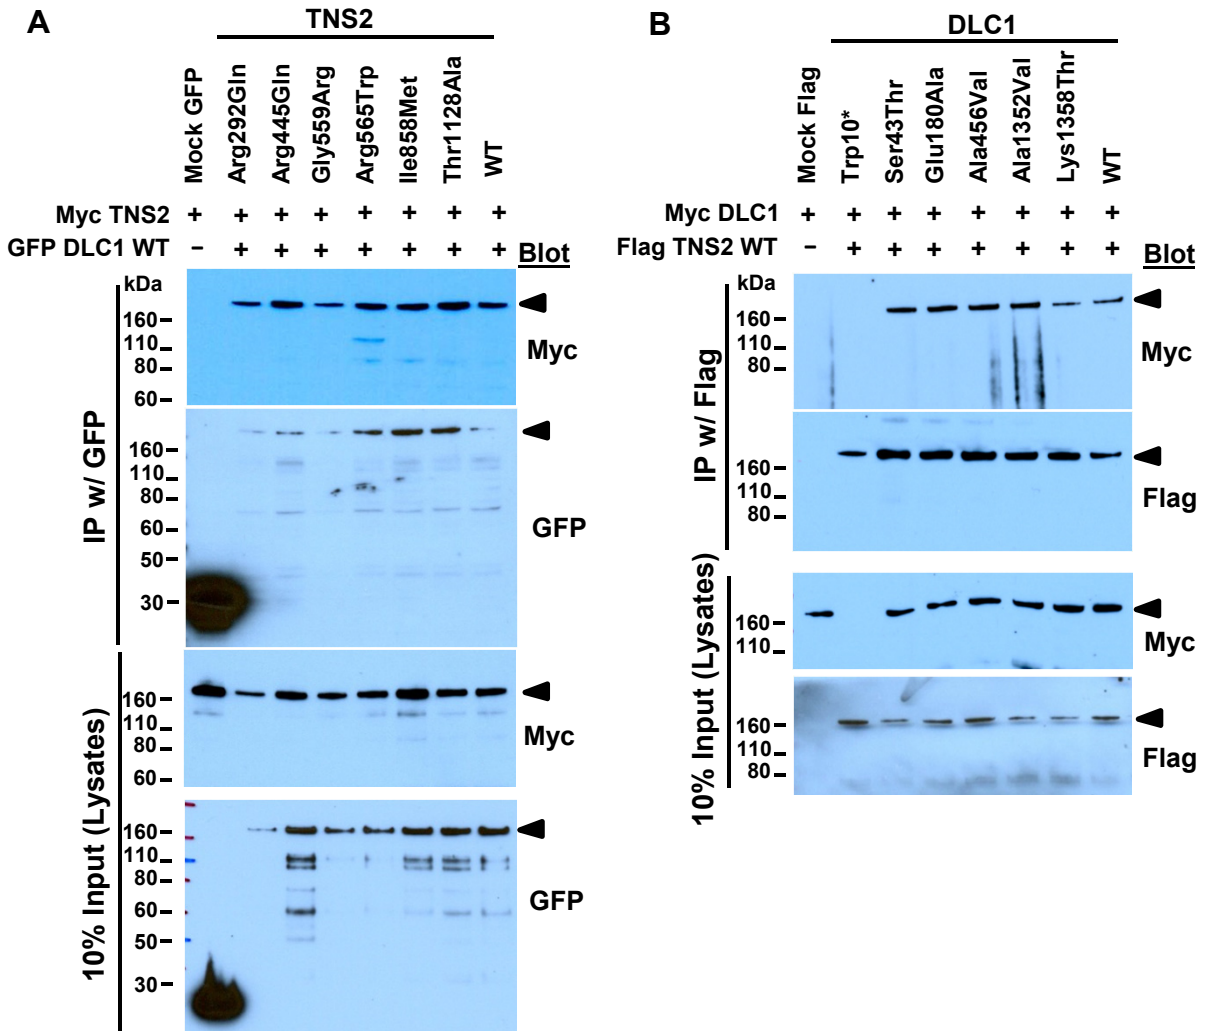 A
TNS2
Mock GFP
Arg292Gln
Arg445Gln
Gly559Arg
Arg565Trp
Ile858Met
Thr1128Ala
WT
Myc TNS2 + + + + + + + +
GFP DLC1 WT – + + + + + + +
Blot
kDa
160
110
80
60
Myc
IP w/ GFP
160
110
80
60
50
30
GFP
10% Input (Lysates)
160
110
80
60
Myc
160
110
80
60
50
30
GFP
B
DLC1
Mock Flag
Trp10*
Ser43Thr
Glu180Ala
Ala456Val
Ala1352Val
Lys1358Thr
WT
Myc DLC1 + + + + + + + +
Flag TNS2 WT – + + + + + + +
Blot
kDa
160
110
80
Myc
IP w/ Flag
160
110
80
Flag
10% Input (Lysates)
160
110
Myc
160
110
80
Flag